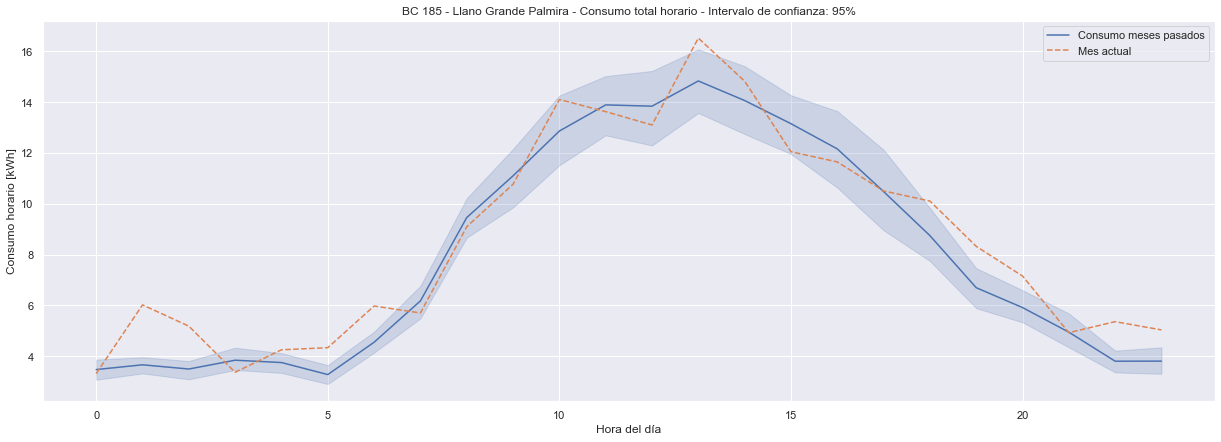 BC 185 - Llano Grande Palmira - Consumo total horario - Intervalo de confianza: 95%
Consumo meses pasados
Mes actual
Consumo horario [kWh]
16
14
12
10
8
6
4
0
5
10
15
20
Hora del día